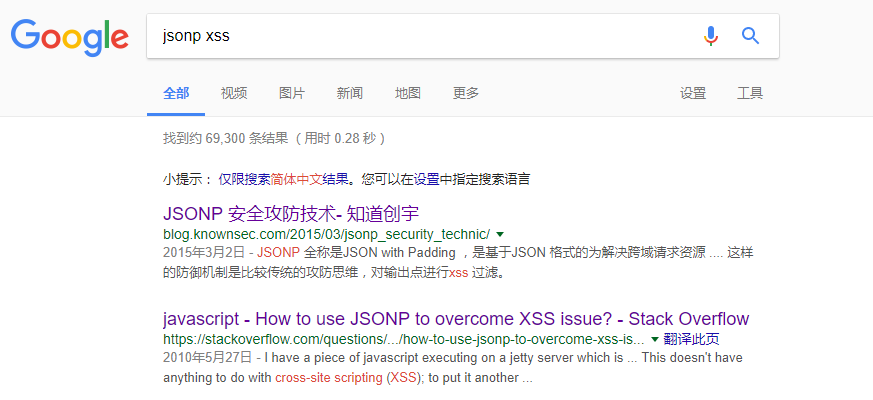 Google
jsonp xss
全部 视频 图片 新闻 地图 更多 设置 工具
找到约 69,300 条结果 （用时 0.28 秒）
小提示： 仅限搜索简体中文结果。您可以在设置中指定搜索语言
JSONP 安全攻防技术- 知道创宇
blog.knownsec.com/2015/03/jsonp_security_technic/
2015年3月2日 - JSONP 全称是JSON with Padding ，是基于JSON 格式的为解决跨域请求资源 .... 这样
的防御机制是比较传统的攻防思维，对输出点进行xss 过滤。
javascript - How to use JSONP to overcome XSS issue? - Stack Overflow
https://stackoverflow.com/questions/.../how-to-use-jsonp-to-overcome-xss-is... 翻译此页
2010年5月27日 - I have a piece of javascript executing on a jetty server which is ... This doesn't have
anything to do with cross-site scripting (XSS); to put it another ...